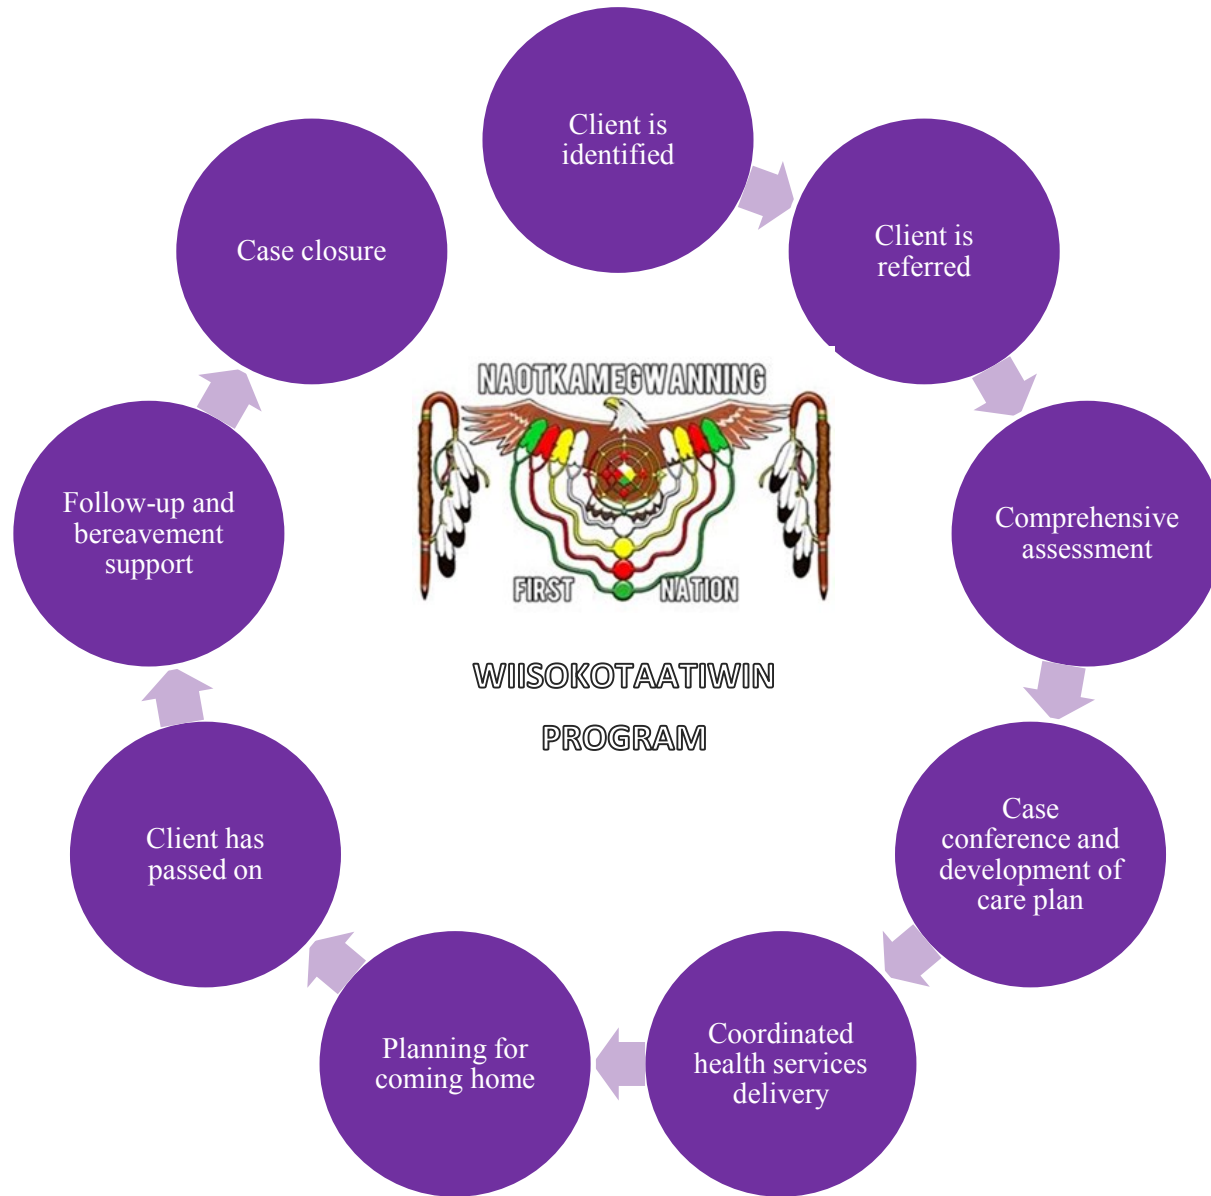 Client is
identified
Client is
referred
Comprehensive
assessment
Case
conference and
development of
care plan
Coordinated
health services
delivery
Planning for
coming home
Client has
passed on
Follow-up and
bereavement
support
Case closure
NAOTKAMEGWANNING
FIRST NATION
WIISOKOTAATIWIN
PROGRAM